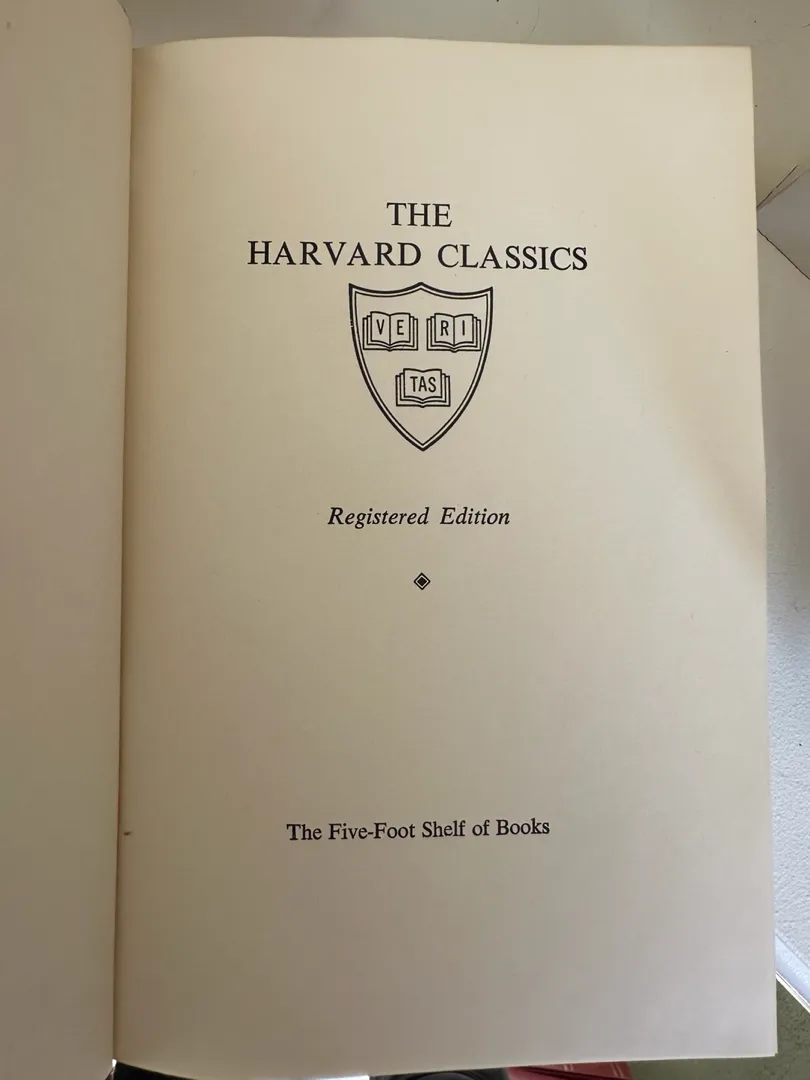 THE
HARVARD CLASSICS
VE RI
TAS
Registered Edition
The Five-Foot Shelf of Books